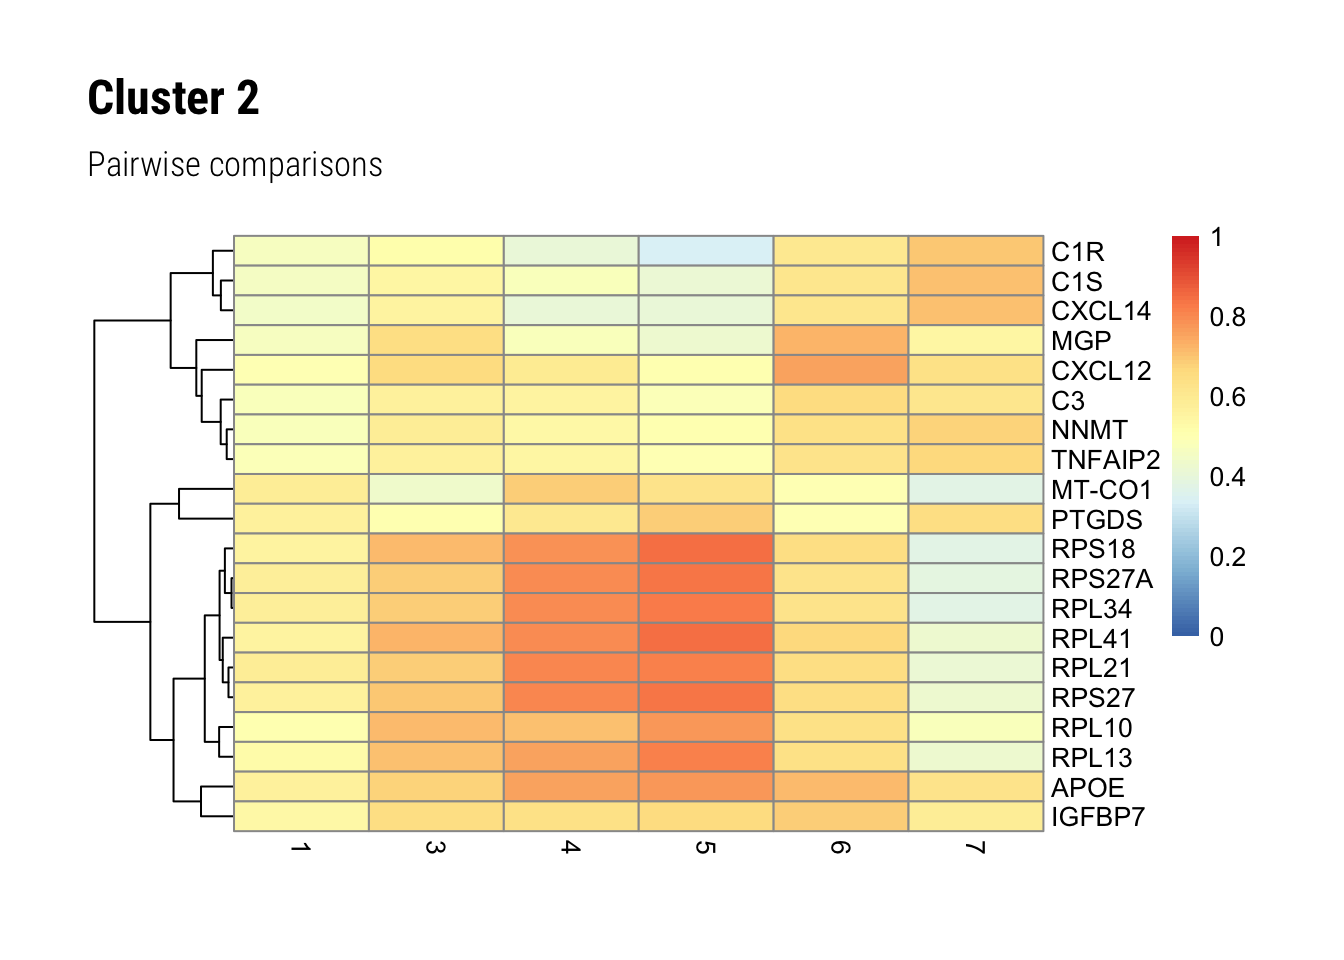 Cluster 2
Pairwise comparisons
C1R
C1S
CXCL14
MGP
CXCL12
C3
NNMT
TNFAIP2
MT-CO1
PTGDS
RPS18
RPS27A
RPL34
RPL41
RPL21
RPS27
RPL10
RPL13
APOE
IGFBP7
1
0.8
0.6
0.4
0.2
0
1 3 4 5 6 7